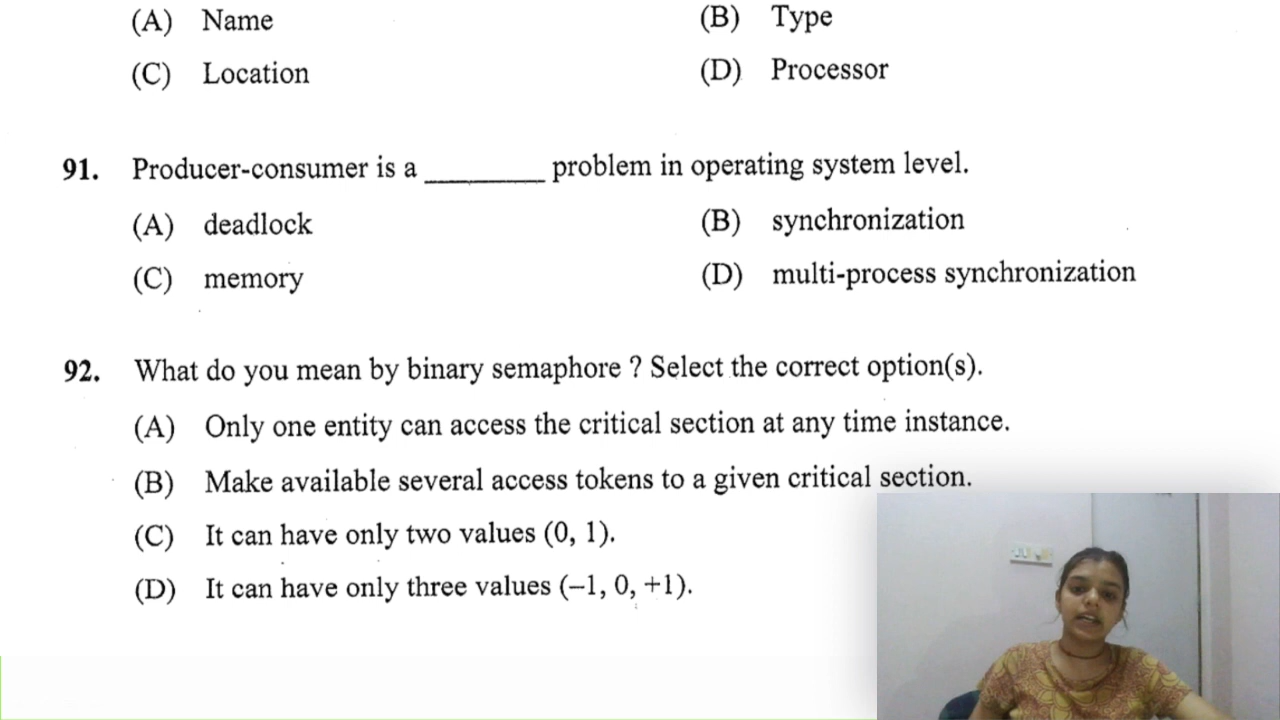 (A) Name (B) Type
(C) Location (D) Processor
91. Producer-consumer is a ________ problem in operating system level.
(A) deadlock (B) synchronization
(C) memory (D) multi-process synchronization
92. What do you mean by binary semaphore ? Select the correct option(s).
(A) Only one entity can access the critical section at any time instance.
(B) Make available several access tokens to a given critical section.
(C) It can have only two values (0, 1).
(D) It can have only three values (–1, 0, +1).